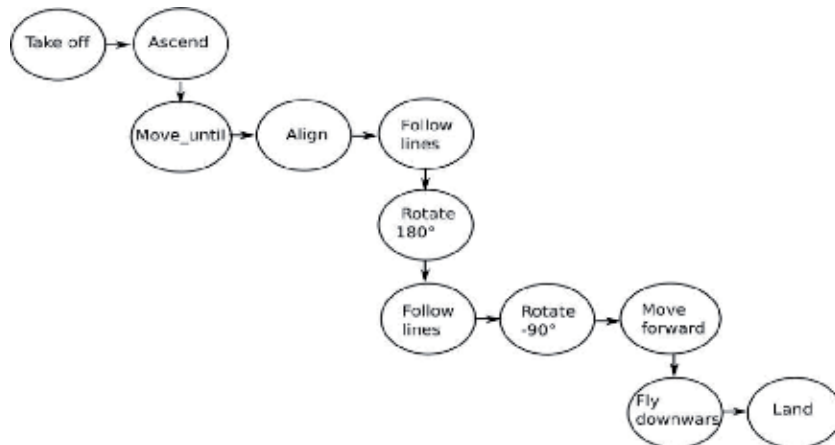 Take off
Ascend
Move_until
Align
Follow
lines
Rotate
180°
Follow
lines
Rotate
-90°
Move
forward
Fly
downwars
Land